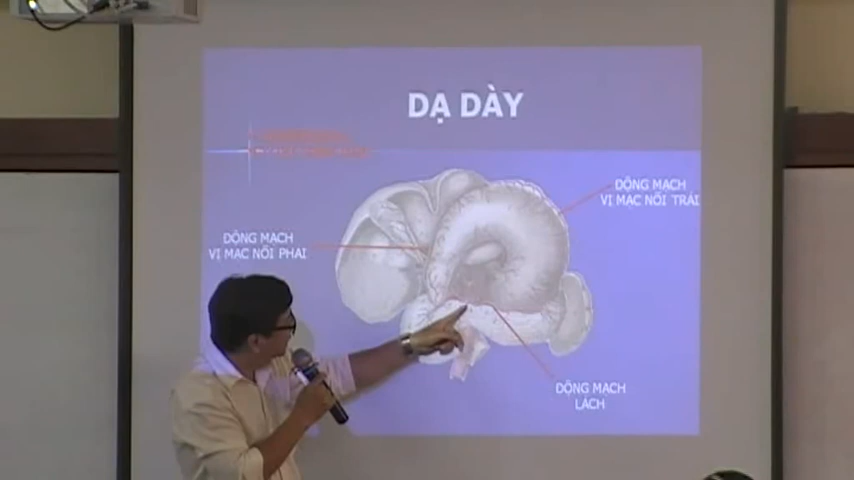 DẠ DÀY
ĐỘNG MẠCH
VỊ MẠC NỐI TRÁI
ĐỘNG MẠCH
VỊ MẠC NỐI PHẢI
ĐỘNG MẠCH
LÁCH